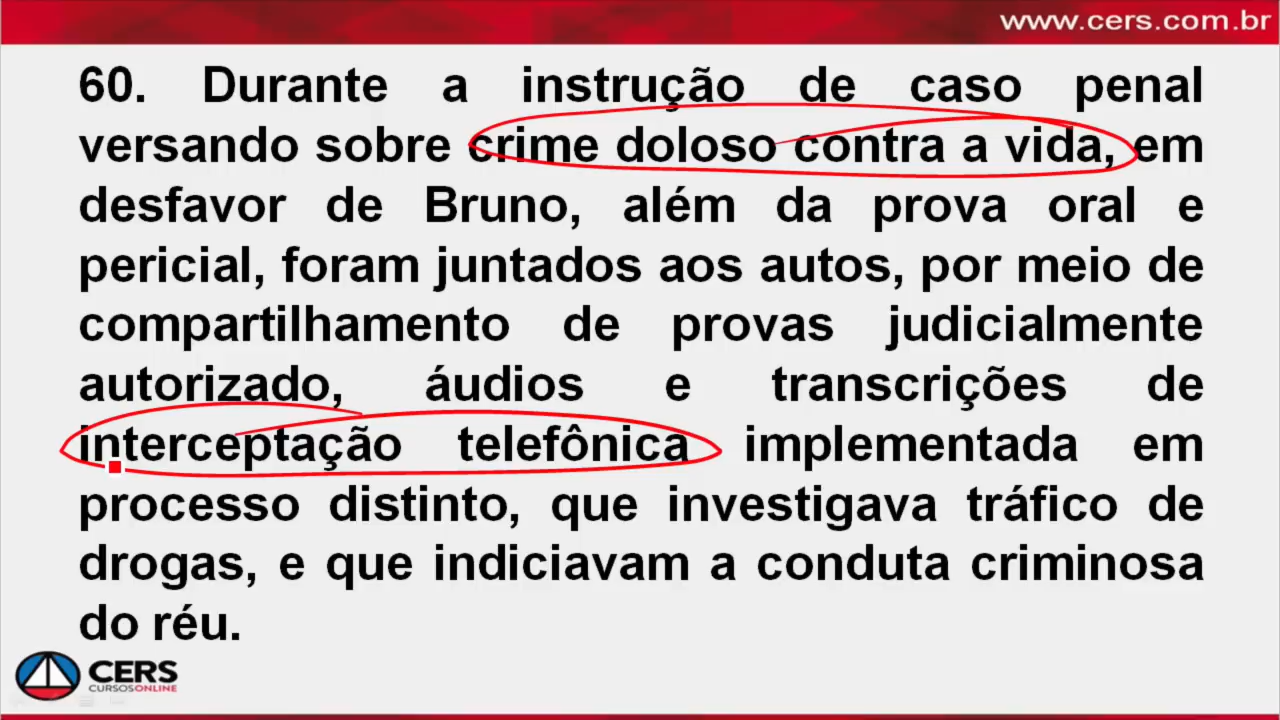 www.cers.com.br
60. Durante a instrução de caso penal
versando sobre crime doloso contra a vida, em
desfavor de Bruno, além da prova oral e
pericial, foram juntados aos autos, por meio de
compartilhamento de provas judicialmente
autorizado, áudios e transcrições de
interceptação telefônica implementada em
processo distinto, que investigava tráfico de
drogas, e que indiciavam a conduta criminosa
do réu.
CERS
CURSOSONLINE